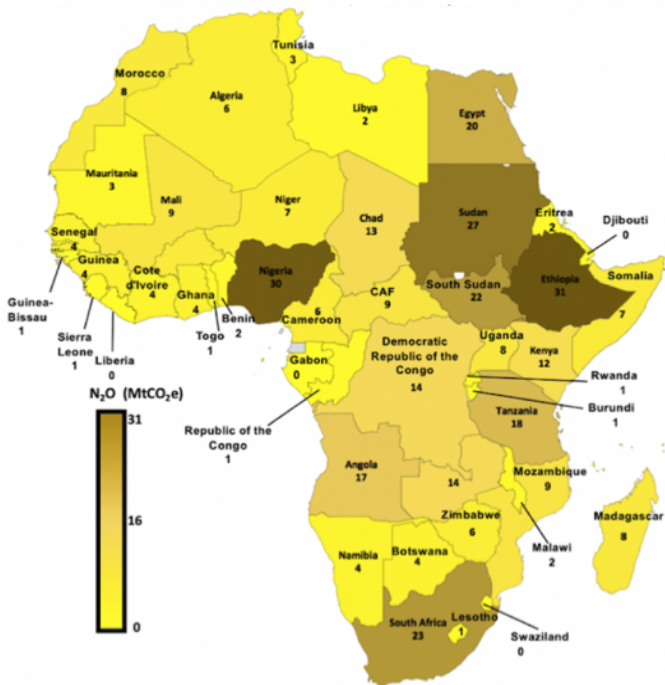 Tunisia
3
Morocco
8
Algeria
6
Libya
2
Egypt
20
Mauritania
3
Mali
9
Niger
7
Chad
13
Sudan
27
Eritrea
2
Djibouti
0
Senegal
4
Guinea
4
Cote
d'Ivoire
4
Ghana
4
Nigeria
30
CAF
9
South Sudan
22
Ethiopia
31
Somalia
7
Guinea-
Bissau
1
Sierra
Leone
1
Liberia
0
Togo
1
Benin
2
6
Cameroon
Gabon
0
Democratic
Republic of the
Congo
14
Uganda
8
Kenya
12
Rwanda
1
Burundi
1
Republic of the
Congo
1
Tanzania
18
N₂O (MtCO₂e)
31
16
0
Angola
17
14
Mozambique
9
Zimbabwe
6
Malawi
2
Madagascar
8
Namibia
4
Botswana
4
South Africa
23
Lesotho
1
Swaziland
0